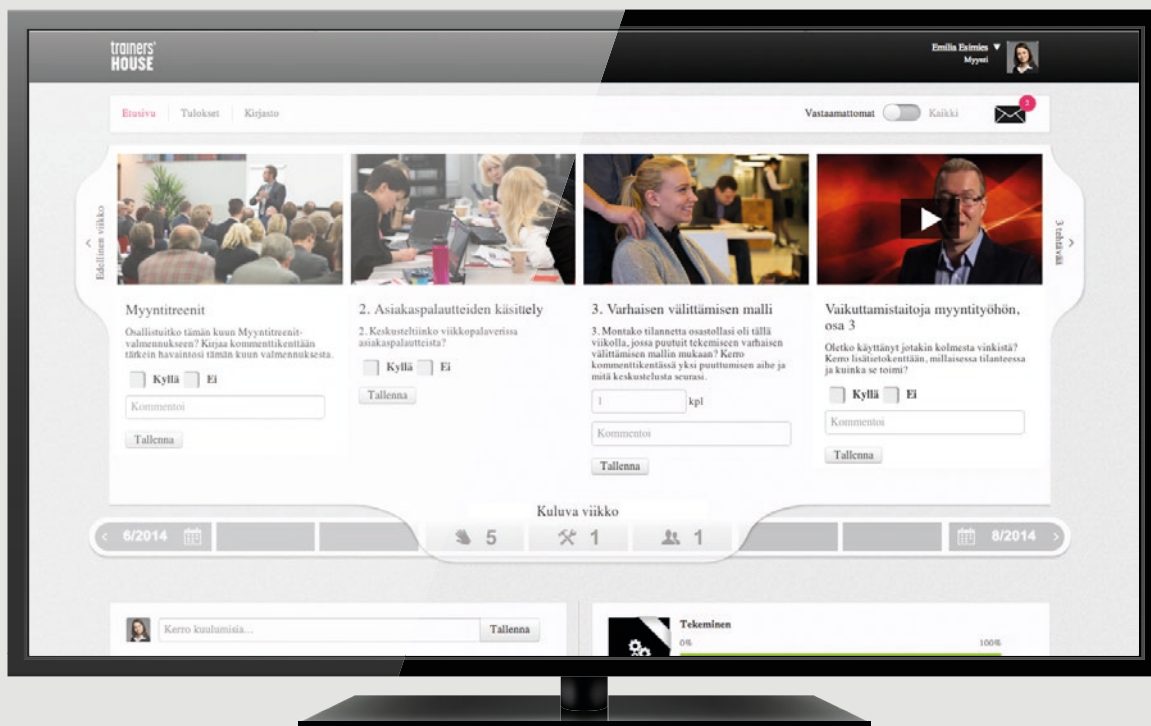 trainers'
HOUSE
Emilia Esimies ▼
Myynti
Etusivu
Tulokset
Kirjasto
Vastaamattomat
Kaikki
3
Edellinen viikko
3 tehtävää
Myyntitreenit
Osallistuitko tämän kuun Myyntitreenit-
valmennukseen? Kirjaa kommenttikenttään
tärkein havaintosi tämän kuun valmennuksesta.
Kyllä Ei
Kommentoi
Tallenna
2. Asiakaspalautteiden käsittely
2. Keskusteltiinko viikkopalaverissa
asiakaspalautteista?
Kyllä Ei
Tallenna
3. Varhaisen välittämisen malli
3. Montako tilannetta osastollasi oli tällä
viikolla, jossa puututit tekemiseen varhaisen
välittämisen mallin mukaan? Kerro
kommenttikentässä yksi puuttumisen aihe ja
mitä keskustelusta seurasi.
1 kpl
Kommentoi
Tallenna
Vaikuttamistaitoja myyntityöhön,
osa 3
Oletko käyttänyt jotakin kolmesta vinkistä?
Kerro lisätietokenttään, millaisessa tilanteessa
ja kuinka se toimi?
Kyllä Ei
Kommentoi
Tallenna
Kuluva viikko
6/2014
5
1
1
8/2014
Kerro kuulumisia...
Tallenna
Tekeminen
0% 100%